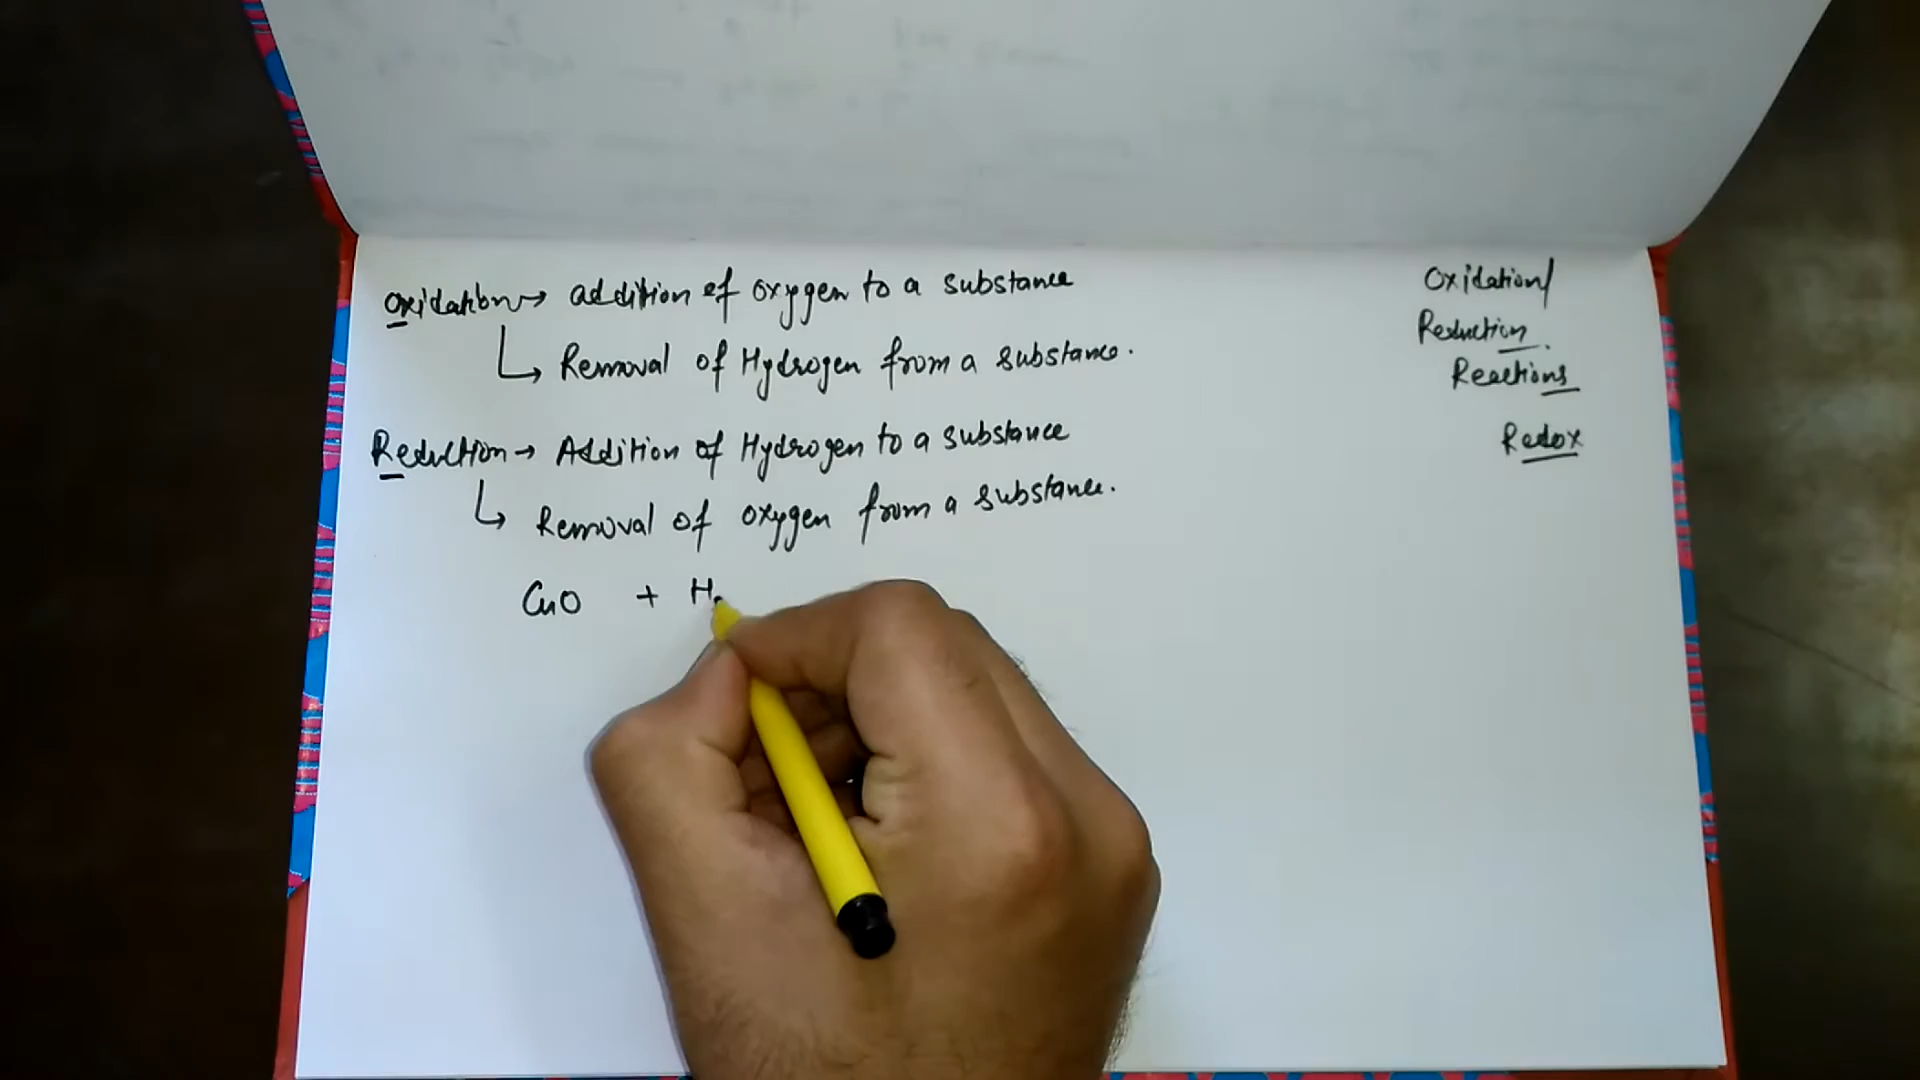 Oxidation → addition of oxygen to a substance
↳ Removal of Hydrogen from a substance.
Reduction → Addition of Hydrogen to a substance
↳ Removal of oxygen from a substance.
CuO + H
Oxidation/
Reduction.
Reactions
Redox